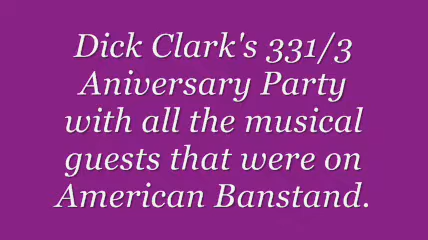 Dick Clark's 331/3
Aniversary Party
with all the musical
guests that were on
American Banstand.